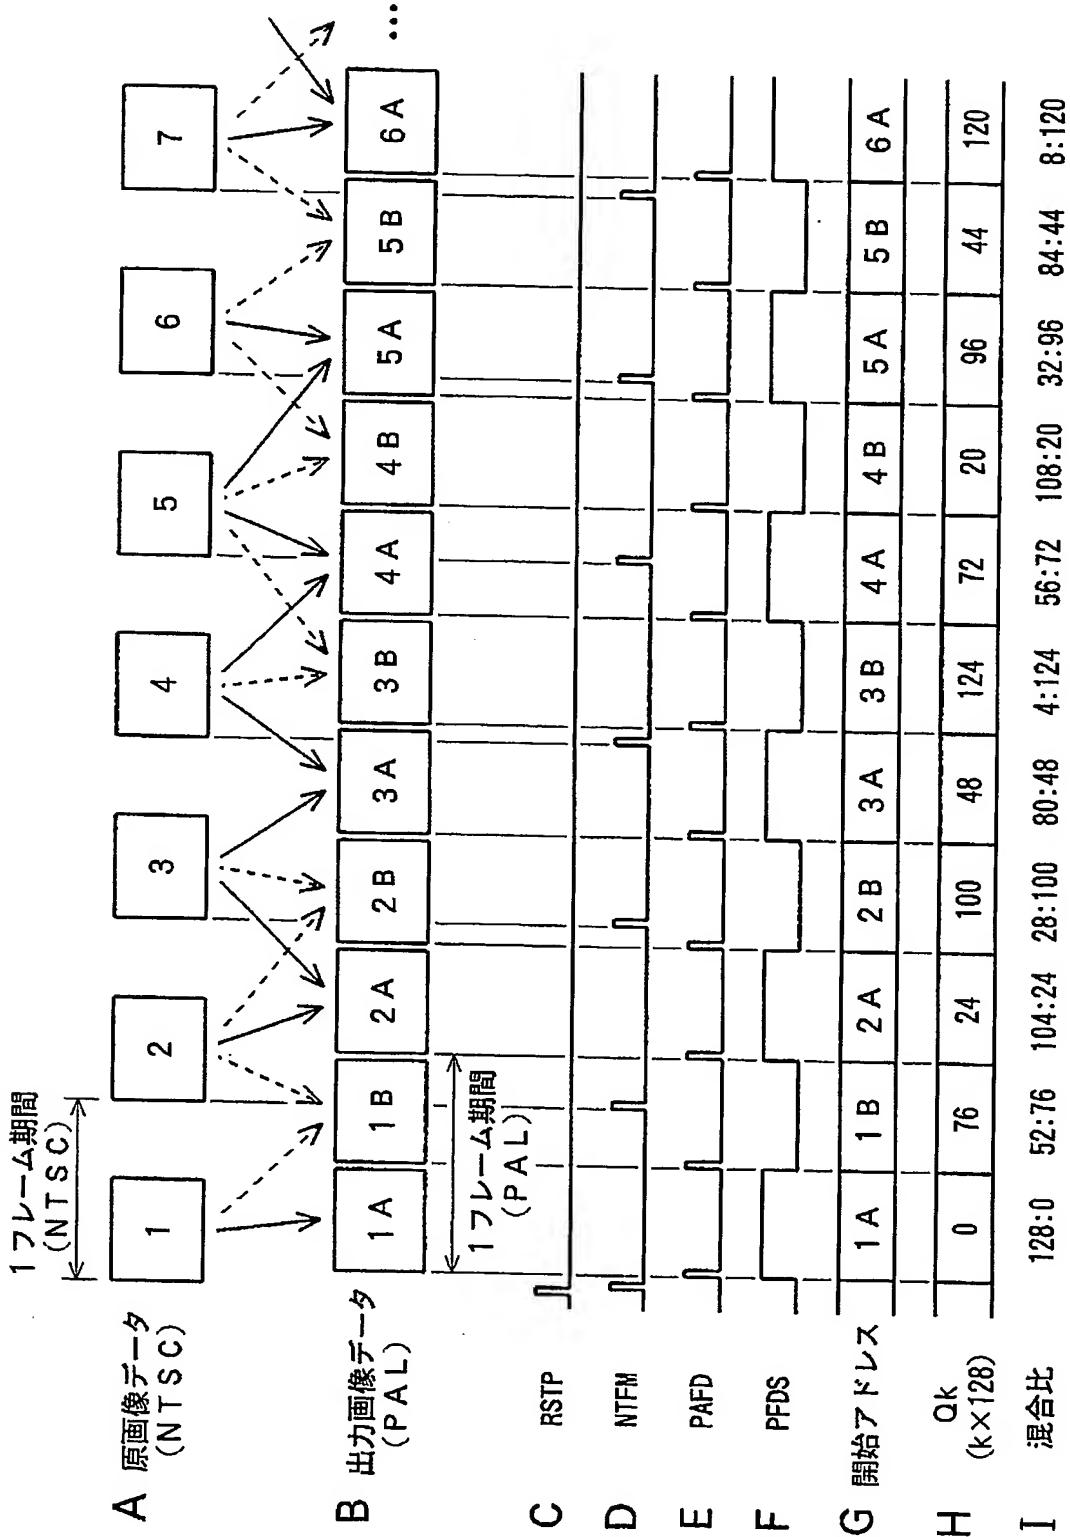 1フレーム期間
(NTSC)
A 原画像データ
(NTSC)
1 2 3 4 5 6 7
B 出力画像データ
(PAL)
1A 1B 2A 2B 3A 3B 4A 4B 5A 5B 6A …
1フレーム期間
(PAL)
C RSTP
D NTFM
E PAFD
F PFDS
G 開始アドレス 1A 1B 2A 2B 3A 3B 4A 4B 5A 5B 6A
H Qk
(k×128)
0 76 24 100 48 124 72 20 96 44 120
I 混合比 128:0 52:76 104:24 28:100 80:48 4:124 56:72 108:20 32:96 84:44 8:120